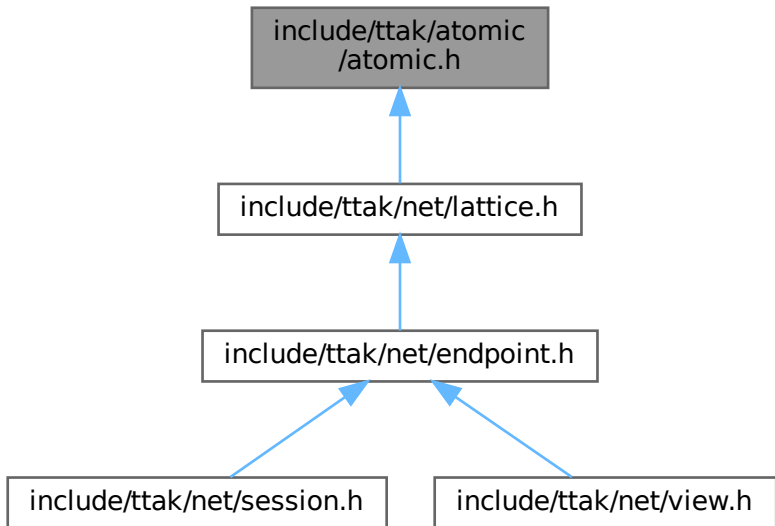 include/ttak/atomic
/atomic.h
include/ttak/net/lattice.h
include/ttak/net/endpoint.h
include/ttak/net/session.h
include/ttak/net/view.h